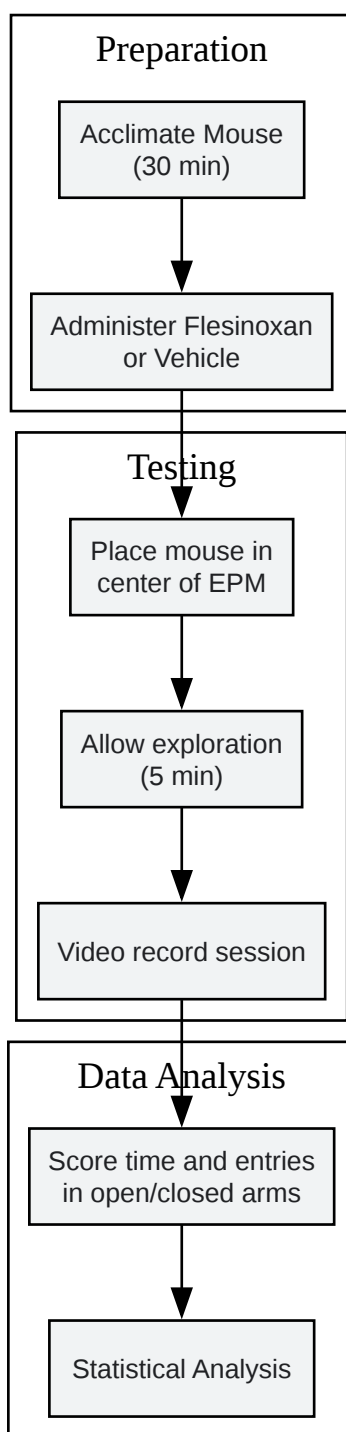 Preparation
Acclimate Mouse
(30 min)
Administer Flesinoxan
or Vehicle
Testing
Place mouse in
center of EPM
Allow exploration
(5 min)
Video record session
Data Analysis
Score time and entries
in open/closed arms
Statistical Analysis